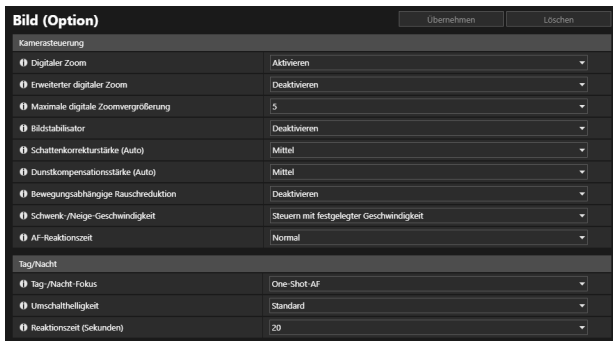 Bild (Option)
Übernehmen
Löschen
Kamerasteuerung
Digitaler Zoom Aktivieren
Erweiterter digitaler Zoom Deaktivieren
Maximale digitale Zoomvergrößerung 5
Bildstabilisator Deaktivieren
Schattenkorrekturstärke (Auto) Mittel
Dunstkompensationsstärke (Auto) Mittel
Bewegungsabhängige Rauschreduktion Deaktivieren
Schwenk-/Neige-Geschwindigkeit Steuern mit festgelegter Geschwindigkeit
AF-Reaktionszeit Normal
Tag/Nacht
Tag-/Nacht-Fokus One-Shot-AF
Umschalthelligkeit Standard
Reaktionszeit (Sekunden) 20